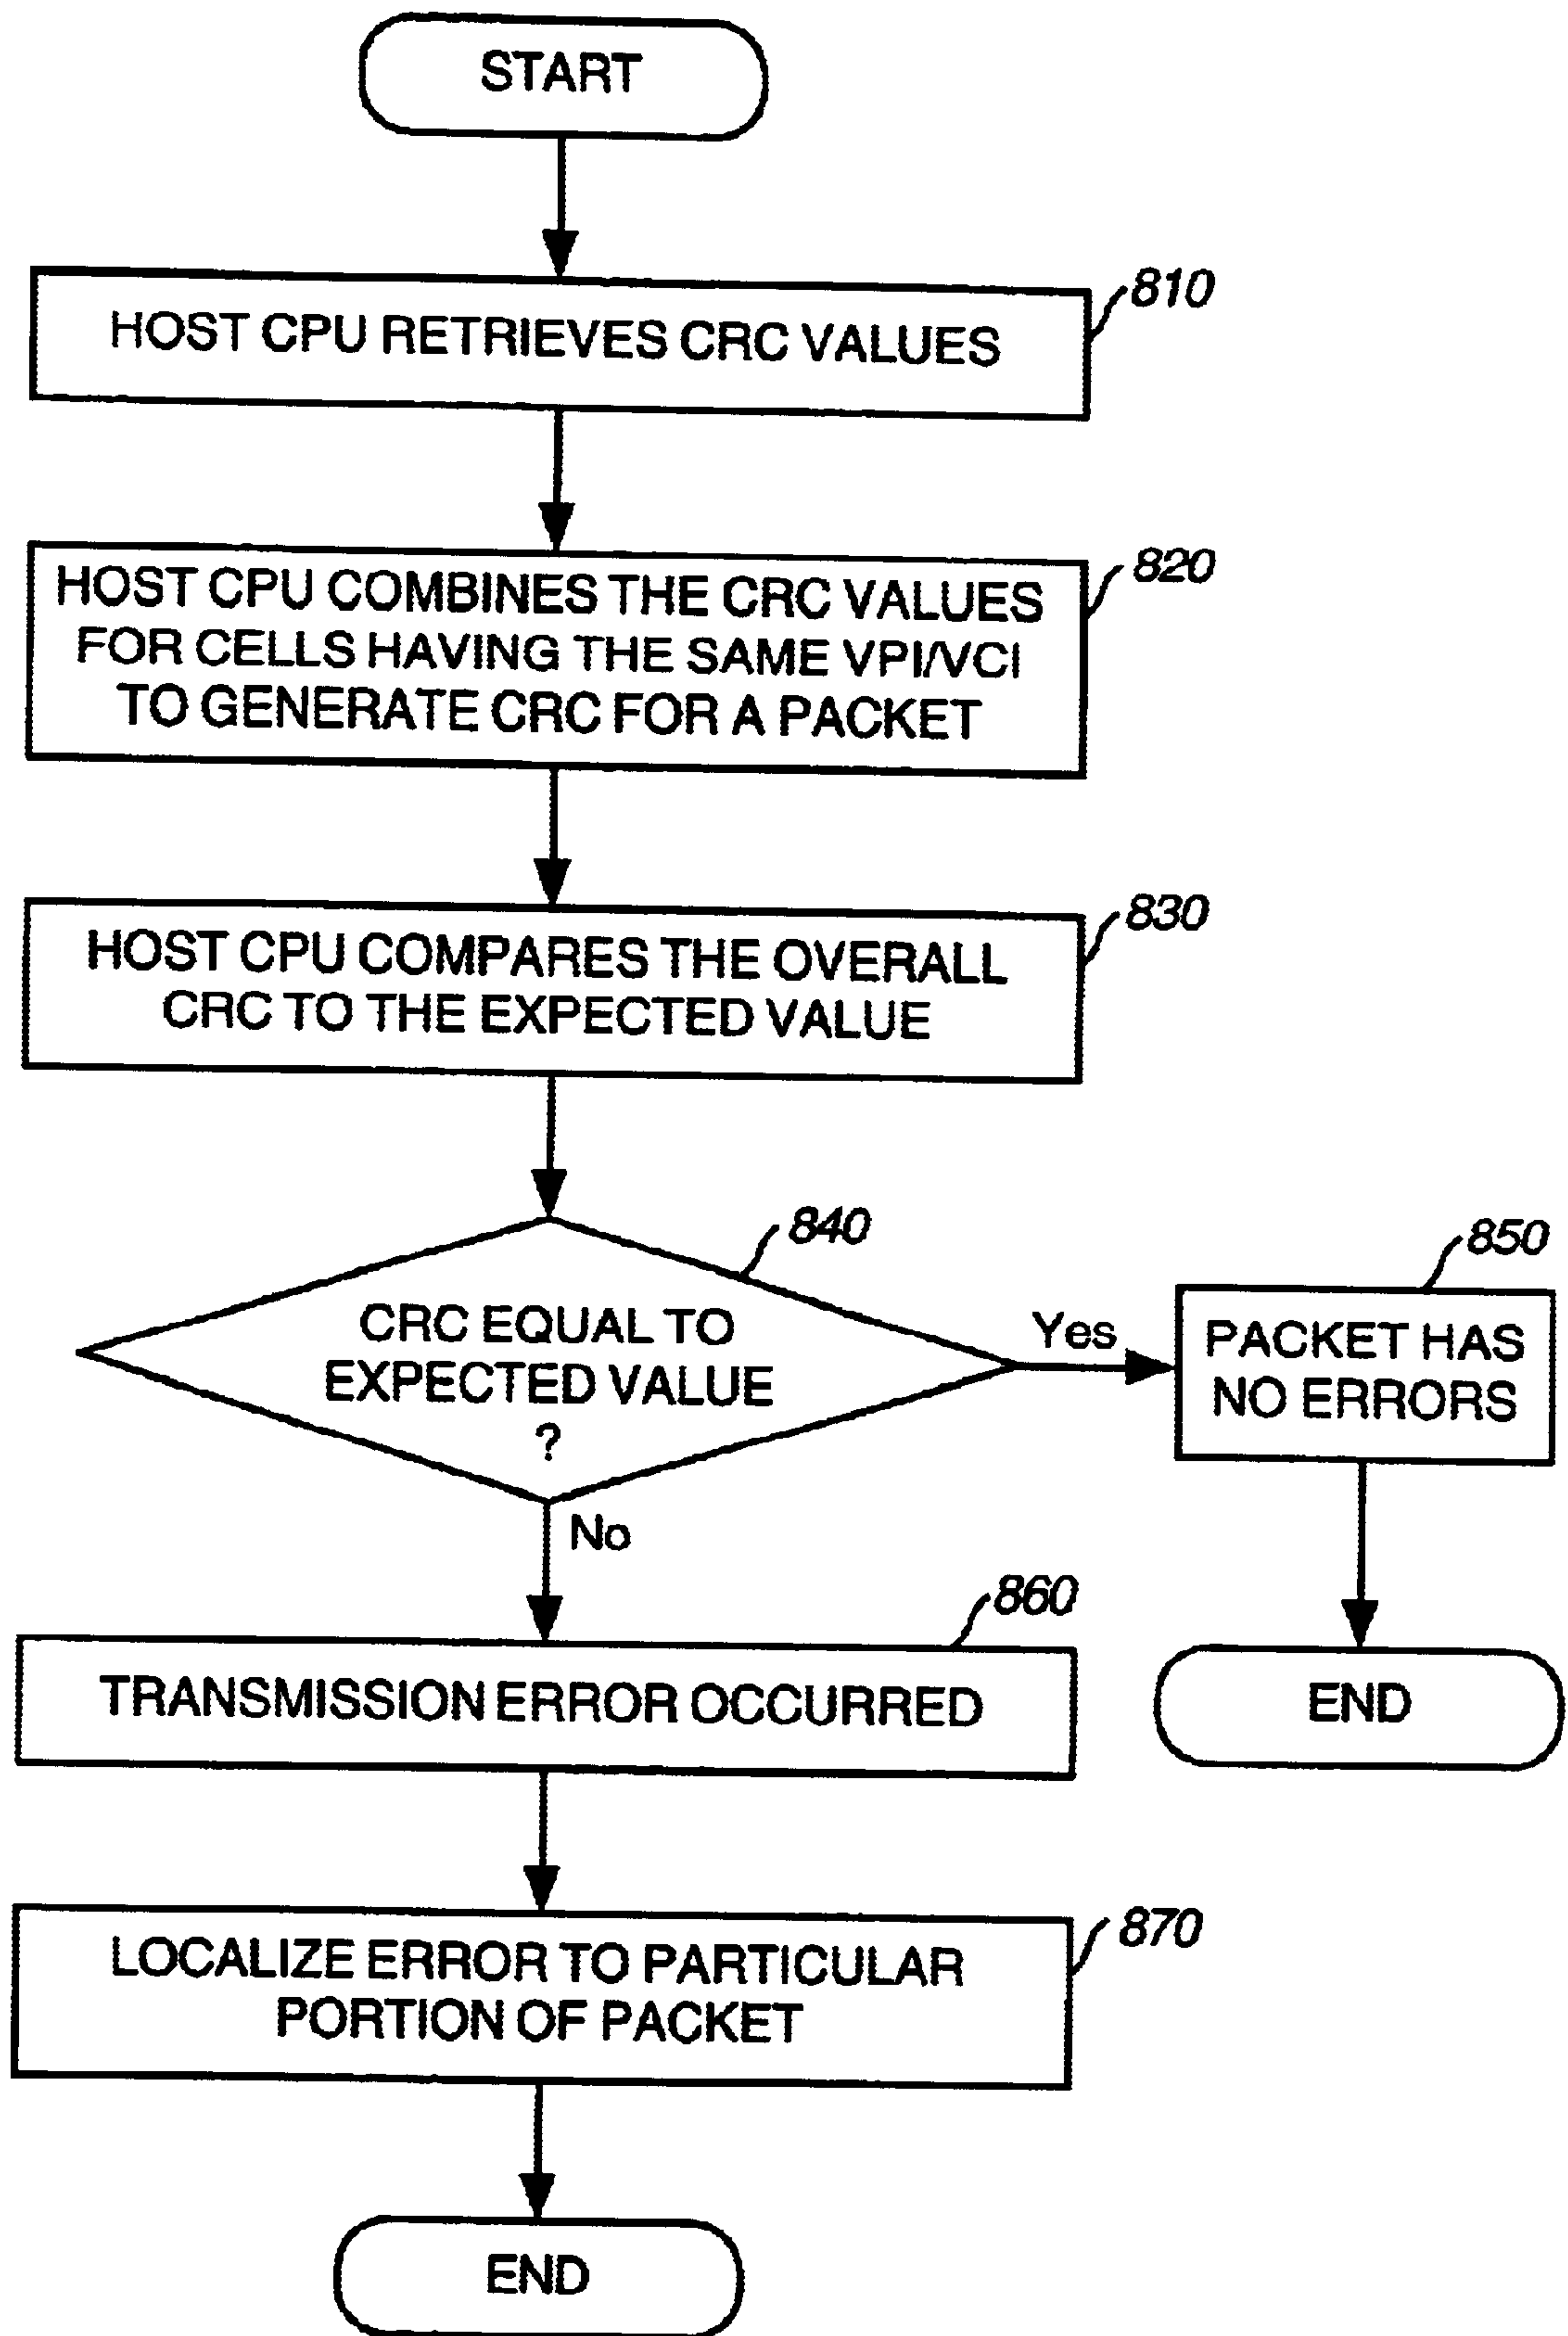 START
810
HOST CPU RETRIEVES CRC VALUES
820
HOST CPU COMBINES THE CRC VALUES
FOR CELLS HAVING THE SAME VPI/VCI
TO GENERATE CRC FOR A PACKET
830
HOST CPU COMPARES THE OVERALL
CRC TO THE EXPECTED VALUE
840
CRC EQUAL TO
EXPECTED VALUE
?
Yes
850
PACKET HAS
NO ERRORS
END
No
860
TRANSMISSION ERROR OCCURRED
870
LOCALIZE ERROR TO PARTICULAR
PORTION OF PACKET
END